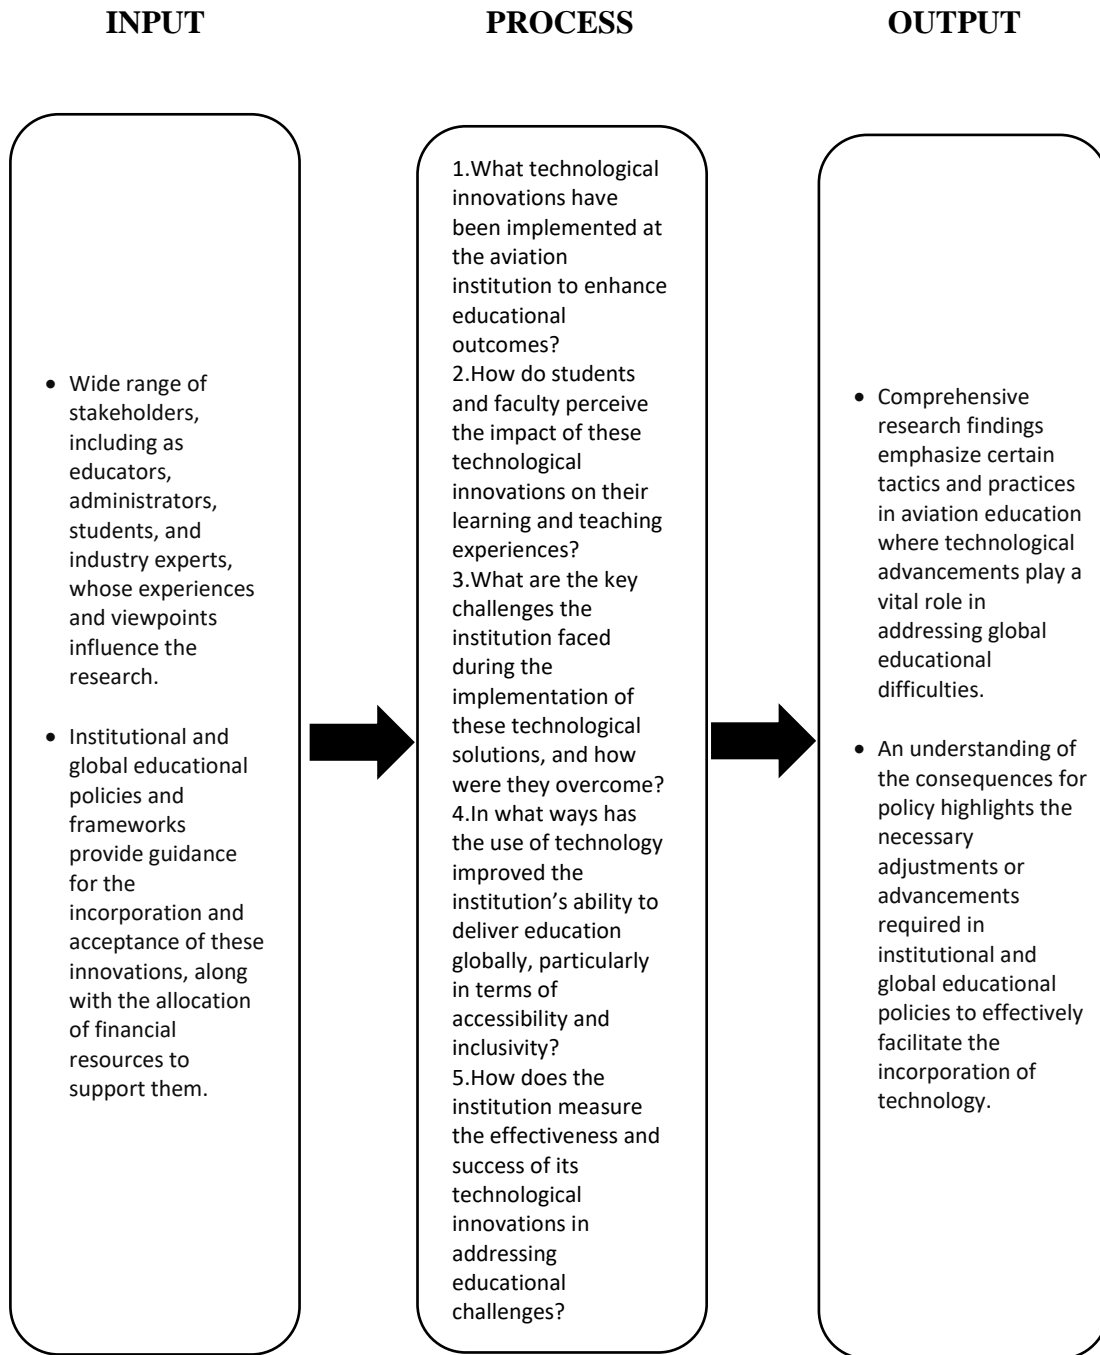 INPUT
PROCESS
OUTPUT
• Wide range of
stakeholders,
including as
educators,
administrators,
students, and
industry experts,
whose experiences
and viewpoints
influence the
research.
• Institutional and
global educational
policies and
frameworks
provide guidance
for the
incorporation and
acceptance of these
innovations, along
with the allocation
of financial
resources to
support them.
1.What technological
innovations have
been implemented at
the aviation
institution to enhance
educational
outcomes?
2.How do students
and faculty perceive
the impact of these
technological
innovations on their
learning and teaching
experiences?
3.What are the key
challenges the
institution faced
during the
implementation of
these technological
solutions, and how
were they overcome?
4.In what ways has
the use of technology
improved the
institution’s ability to
deliver education
globally, particularly
in terms of
accessibility and
inclusivity?
5.How does the
institution measure
the effectiveness and
success of its
technological
innovations in
addressing
educational
challenges?
• Comprehensive
research findings
emphasize certain
tactics and practices
in aviation education
where technological
advancements play a
vital role in
addressing global
educational
difficulties.
• An understanding of
the consequences for
policy highlights the
necessary
adjustments or
advancements
required in
institutional and
global educational
policies to effectively
facilitate the
incorporation of
technology.